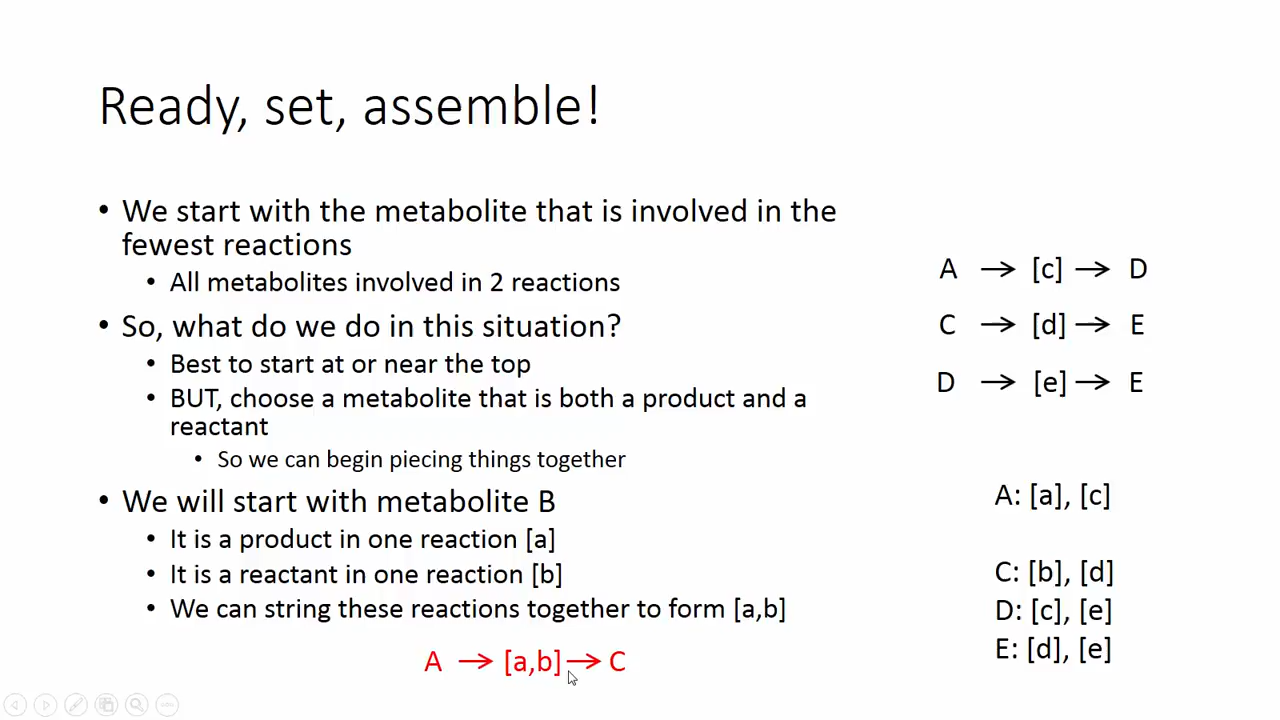 Ready, set, assemble!
• We start with the metabolite that is involved in the
fewest reactions
• All metabolites involved in 2 reactions
• So, what do we do in this situation?
• Best to start at or near the top
• BUT, choose a metabolite that is both a product and a
reactant
• So we can begin piecing things together
• We will start with metabolite B
• It is a product in one reaction [a]
• It is a reactant in one reaction [b]
• We can string these reactions together to form [a,b]
A → [a,b] → C
A → [c] → D
C → [d] → E
D → [e] → E
A: [a], [c]
C: [b], [d]
D: [c], [e]
E: [d], [e]